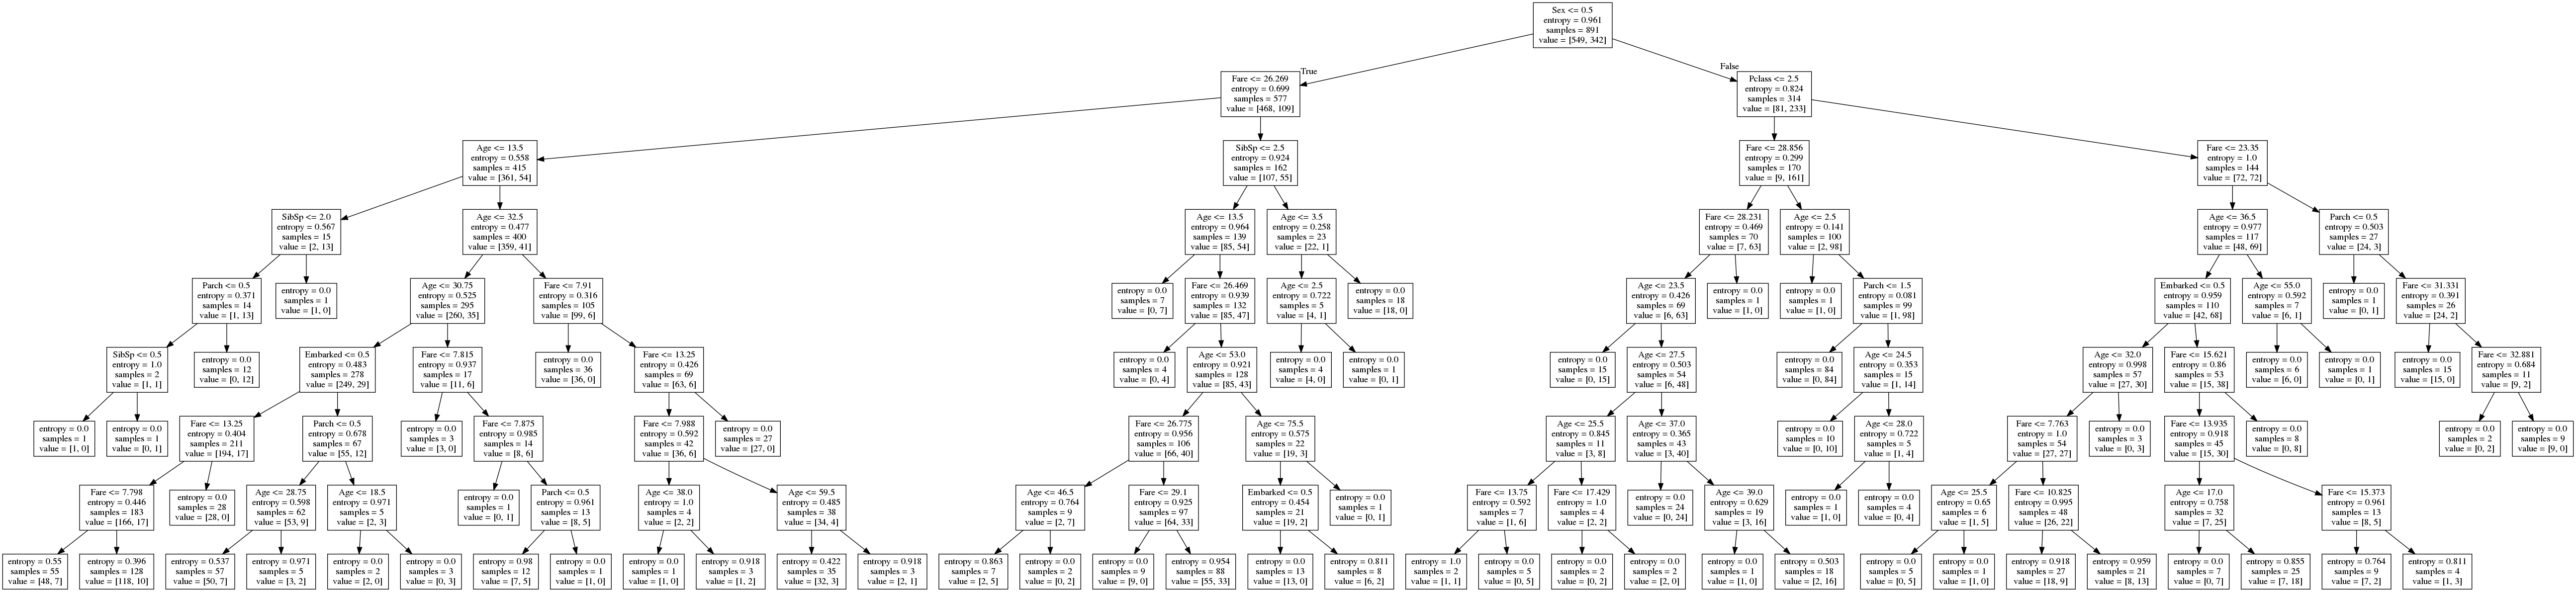 Sex <= 0.5
entropy = 0.961
samples = 891
value = [549, 342]
True
False
Fare <= 26.269
entropy = 0.699
samples = 577
value = [468, 109]
Pclass <= 2.5
entropy = 0.824
samples = 314
value = [81, 233]
Age <= 13.5
entropy = 0.558
samples = 415
value = [361, 54]
SibSp <= 2.5
entropy = 0.924
samples = 162
value = [107, 55]
Fare <= 28.856
entropy = 0.299
samples = 170
value = [9, 161]
Fare <= 23.35
entropy = 1.0
samples = 144
value = [72, 72]
SibSp <= 2.0
entropy = 0.567
samples = 15
value = [2, 13]
Age <= 32.5
entropy = 0.477
samples = 400
value = [359, 41]
Age <= 13.5
entropy = 0.964
samples = 139
value = [85, 54]
Age <= 3.5
entropy = 0.258
samples = 23
value = [22, 1]
Fare <= 28.231
entropy = 0.469
samples = 70
value = [7, 63]
Age <= 2.5
entropy = 0.141
samples = 100
value = [2, 98]
Age <= 36.5
entropy = 0.977
samples = 117
value = [48, 69]
Parch <= 0.5
entropy = 0.503
samples = 27
value = [24, 3]
Parch <= 0.5
entropy = 0.371
samples = 14
value = [1, 13]
entropy = 0.0
samples = 1
value = [1, 0]
Age <= 30.75
entropy = 0.525
samples = 295
value = [260, 35]
Fare <= 7.91
entropy = 0.316
samples = 105
value = [99, 6]
entropy = 0.0
samples = 7
value = [0, 7]
Fare <= 26.469
entropy = 0.939
samples = 132
value = [85, 47]
Age <= 2.5
entropy = 0.722
samples = 5
value = [4, 1]
entropy = 0.0
samples = 18
value = [18, 0]
Age <= 23.5
entropy = 0.426
samples = 69
value = [6, 63]
entropy = 0.0
samples = 1
value = [1, 0]
entropy = 0.0
samples = 1
value = [1, 0]
Parch <= 1.5
entropy = 0.081
samples = 99
value = [1, 98]
Embarked <= 0.5
entropy = 0.959
samples = 110
value = [42, 68]
Age <= 55.0
entropy = 0.592
samples = 7
value = [6, 1]
entropy = 0.0
samples = 1
value = [0, 1]
Fare <= 31.331
entropy = 0.391
samples = 26
value = [24, 2]
SibSp <= 0.5
entropy = 1.0
samples = 2
value = [1, 1]
entropy = 0.0
samples = 12
value = [0, 12]
Embarked <= 0.5
entropy = 0.483
samples = 278
value = [249, 29]
Fare <= 7.815
entropy = 0.937
samples = 17
value = [11, 6]
entropy = 0.0
samples = 36
value = [36, 0]
Fare <= 13.25
entropy = 0.426
samples = 69
value = [63, 6]
entropy = 0.0
samples = 4
value = [0, 4]
Age <= 53.0
entropy = 0.921
samples = 128
value = [85, 43]
entropy = 0.0
samples = 4
value = [4, 0]
entropy = 0.0
samples = 1
value = [0, 1]
entropy = 0.0
samples = 15
value = [0, 15]
Age <= 27.5
entropy = 0.503
samples = 54
value = [6, 48]
entropy = 0.0
samples = 84
value = [0, 84]
Age <= 24.5
entropy = 0.353
samples = 15
value = [1, 14]
Age <= 32.0
entropy = 0.998
samples = 57
value = [27, 30]
Fare <= 15.621
entropy = 0.86
samples = 53
value = [15, 38]
entropy = 0.0
samples = 6
value = [6, 0]
entropy = 0.0
samples = 1
value = [0, 1]
entropy = 0.0
samples = 15
value = [15, 0]
Fare <= 32.881
entropy = 0.684
samples = 11
value = [9, 2]
entropy = 0.0
samples = 1
value = [1, 0]
entropy = 0.0
samples = 1
value = [0, 1]
Fare <= 13.25
entropy = 0.404
samples = 211
value = [194, 17]
Parch <= 0.5
entropy = 0.678
samples = 67
value = [55, 12]
entropy = 0.0
samples = 3
value = [3, 0]
Fare <= 7.875
entropy = 0.985
samples = 14
value = [8, 6]
Fare <= 7.988
entropy = 0.592
samples = 42
value = [36, 6]
entropy = 0.0
samples = 27
value = [27, 0]
Fare <= 26.775
entropy = 0.956
samples = 106
value = [66, 40]
Age <= 75.5
entropy = 0.575
samples = 22
value = [19, 3]
Age <= 25.5
entropy = 0.845
samples = 11
value = [3, 8]
Age <= 37.0
entropy = 0.365
samples = 43
value = [3, 40]
entropy = 0.0
samples = 10
value = [0, 10]
Age <= 28.0
entropy = 0.722
samples = 5
value = [1, 4]
Fare <= 7.763
entropy = 1.0
samples = 54
value = [27, 27]
entropy = 0.0
samples = 3
value = [0, 3]
Fare <= 13.935
entropy = 0.918
samples = 45
value = [15, 30]
entropy = 0.0
samples = 8
value = [0, 8]
entropy = 0.0
samples = 2
value = [0, 2]
entropy = 0.0
samples = 9
value = [9, 0]
Fare <= 7.798
entropy = 0.446
samples = 183
value = [166, 17]
entropy = 0.0
samples = 28
value = [28, 0]
Age <= 28.75
entropy = 0.598
samples = 62
value = [53, 9]
Age <= 18.5
entropy = 0.971
samples = 5
value = [2, 3]
entropy = 0.0
samples = 1
value = [0, 1]
Parch <= 0.5
entropy = 0.961
samples = 13
value = [8, 5]
Age <= 38.0
entropy = 1.0
samples = 4
value = [2, 2]
Age <= 59.5
entropy = 0.485
samples = 38
value = [34, 4]
Age <= 46.5
entropy = 0.764
samples = 9
value = [2, 7]
Fare <= 29.1
entropy = 0.925
samples = 97
value = [64, 33]
Embarked <= 0.5
entropy = 0.454
samples = 21
value = [19, 2]
entropy = 0.0
samples = 1
value = [0, 1]
Fare <= 13.75
entropy = 0.592
samples = 7
value = [1, 6]
Fare <= 17.429
entropy = 1.0
samples = 4
value = [2, 2]
entropy = 0.0
samples = 24
value = [0, 24]
Age <= 39.0
entropy = 0.629
samples = 19
value = [3, 16]
entropy = 0.0
samples = 1
value = [1, 0]
entropy = 0.0
samples = 4
value = [0, 4]
Age <= 25.5
entropy = 0.65
samples = 6
value = [1, 5]
Fare <= 10.825
entropy = 0.995
samples = 48
value = [26, 22]
Age <= 17.0
entropy = 0.758
samples = 32
value = [7, 25]
Fare <= 15.373
entropy = 0.961
samples = 13
value = [8, 5]
entropy = 0.55
samples = 55
value = [48, 7]
entropy = 0.396
samples = 128
value = [118, 10]
entropy = 0.537
samples = 57
value = [50, 7]
entropy = 0.971
samples = 5
value = [3, 2]
entropy = 0.0
samples = 2
value = [2, 0]
entropy = 0.0
samples = 3
value = [0, 3]
entropy = 0.98
samples = 12
value = [7, 5]
entropy = 0.0
samples = 1
value = [1, 0]
entropy = 0.0
samples = 1
value = [1, 0]
entropy = 0.918
samples = 3
value = [1, 2]
entropy = 0.422
samples = 35
value = [32, 3]
entropy = 0.918
samples = 3
value = [2, 1]
entropy = 0.863
samples = 7
value = [2, 5]
entropy = 0.0
samples = 2
value = [0, 2]
entropy = 0.0
samples = 9
value = [9, 0]
entropy = 0.954
samples = 88
value = [55, 33]
entropy = 0.0
samples = 13
value = [13, 0]
entropy = 0.811
samples = 8
value = [6, 2]
entropy = 1.0
samples = 2
value = [1, 1]
entropy = 0.0
samples = 5
value = [0, 5]
entropy = 0.0
samples = 2
value = [0, 2]
entropy = 0.0
samples = 2
value = [2, 0]
entropy = 0.0
samples = 1
value = [1, 0]
entropy = 0.503
samples = 18
value = [2, 16]
entropy = 0.0
samples = 5
value = [0, 5]
entropy = 0.0
samples = 1
value = [1, 0]
entropy = 0.918
samples = 27
value = [18, 9]
entropy = 0.959
samples = 21
value = [8, 13]
entropy = 0.0
samples = 7
value = [0, 7]
entropy = 0.855
samples = 25
value = [7, 18]
entropy = 0.764
samples = 9
value = [7, 2]
entropy = 0.811
samples = 4
value = [1, 3]